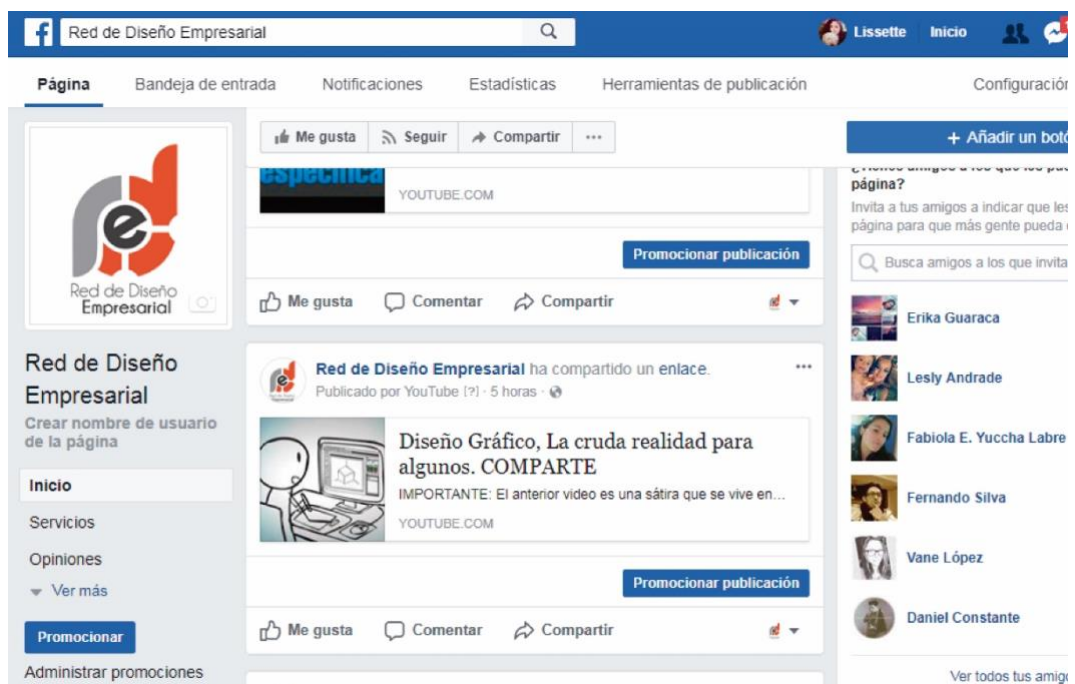 Red de Diseño Empresarial
Lissette
Inicio
Página
Bandeja de entrada
Notificaciones
Estadísticas
Herramientas de publicación
Configuración
Red de Diseño
Empresarial
Red de Diseño
Empresarial
Crear nombre de usuario
de la página
Inicio
Servicios
Opiniones
Ver más
Promocionar
Administrar promociones
Me gusta
Seguir
Compartir
específica
YOUTUBE.COM
Promocionar publicación
Me gusta
Comentar
Compartir
Red de Diseño Empresarial ha compartido un enlace.
Publicado por YouTube [?] · 5 horas ·
Diseño Gráfico, La cruda realidad para
algunos. COMPARTE
IMPORTANTE: El anterior video es una sátira que se vive en...
YOUTUBE.COM
Promocionar publicación
Me gusta
Comentar
Compartir
+ Añadir un botó
página?
Invita a tus amigos a indicar que les
página para que más gente pueda
Busca amigos a los que invita
Erika Guaraca
Lesly Andrade
Fabiola E. Yuccha Labre
Fernando Silva
Vane López
Daniel Constante
Ver todos tus amigo